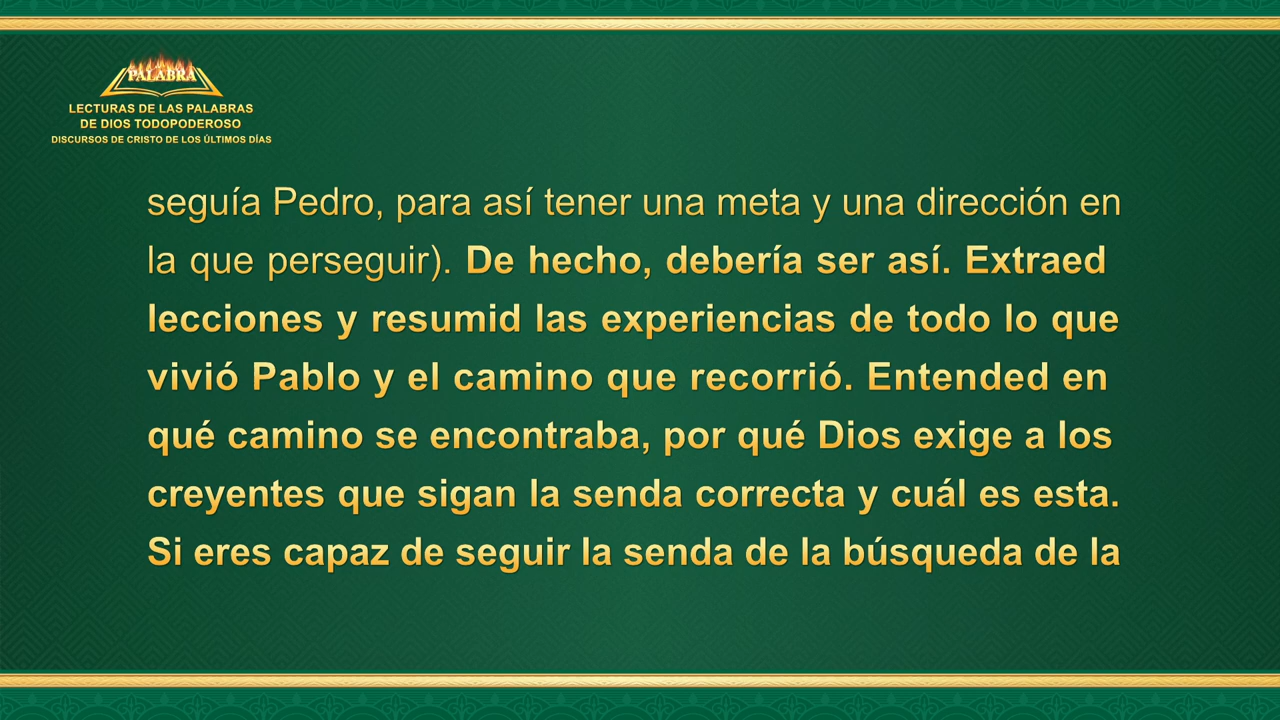 PALABRA
LECTURAS DE LAS PALABRAS
DE DIOS TODOPODEROSO
DISCURSOS DE CRISTO DE LOS ÚLTIMOS DÍAS
seguía Pedro, para así tener una meta y una dirección en
la que perseguir). De hecho, debería ser así. Extraed
lecciones y resumid las experiencias de todo lo que
vivió Pablo y el camino que recorrió. Entended en
qué camino se encontraba, por qué Dios exige a los
creyentes que sigan la senda correcta y cuál es esta.
Si eres capaz de seguir la senda de la búsqueda de la